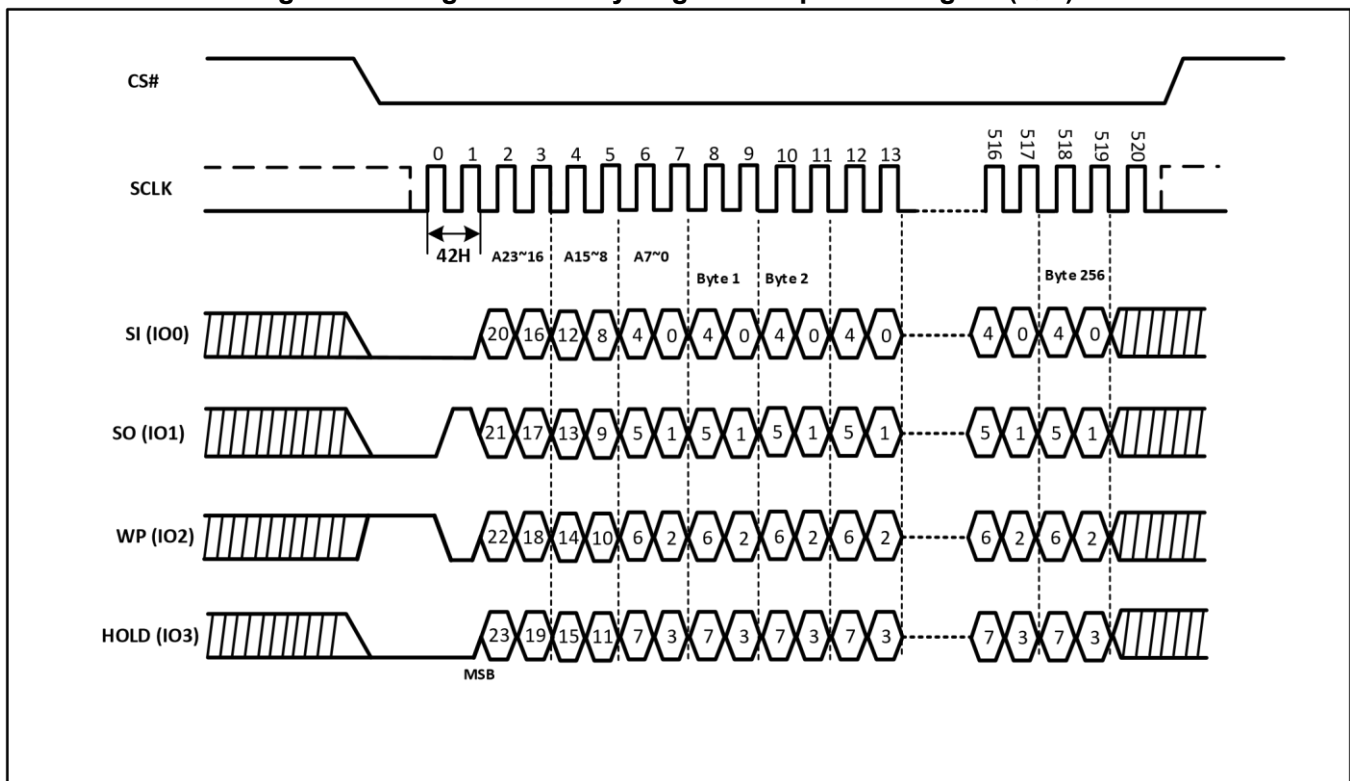 CS#
516 517 518 519 520
0 1 2 3 4 5 6 7 8 9 10 11 12 13
SCLK
42H A23~16 A15~8 A7~0
Byte 1 Byte 2 Byte 256
SI (IO0) 20 16 12 8 4 0 4 0 4 0 4 0 4 0 4 0
SO (IO1) 21 17 13 9 5 1 5 1 5 1 5 1 5 1 5 1
WP (IO2) 22 18 14 10 6 2 6 2 6 2 6 2 6 2 6 2
HOLD (IO3) 23 19 15 11 7 3 7 3 7 3 7 3 7 3 7 3
MSB